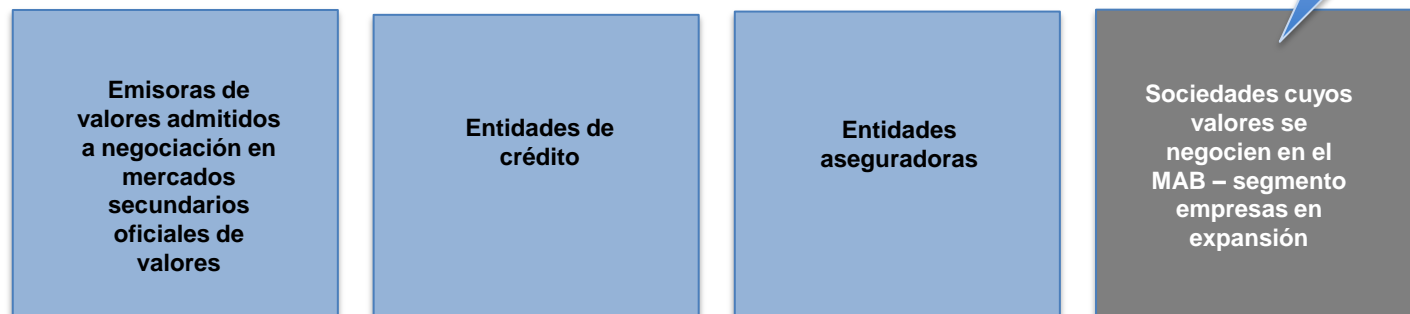 Emisoras de
valores admitidos
a negociación en
mercados
secundarios
oficiales de
valores
Entidades de
crédito
Entidades
aseguradoras
Sociedades cuyos
valores se
negocien en el
MAB – segmento
empresas en
expansión